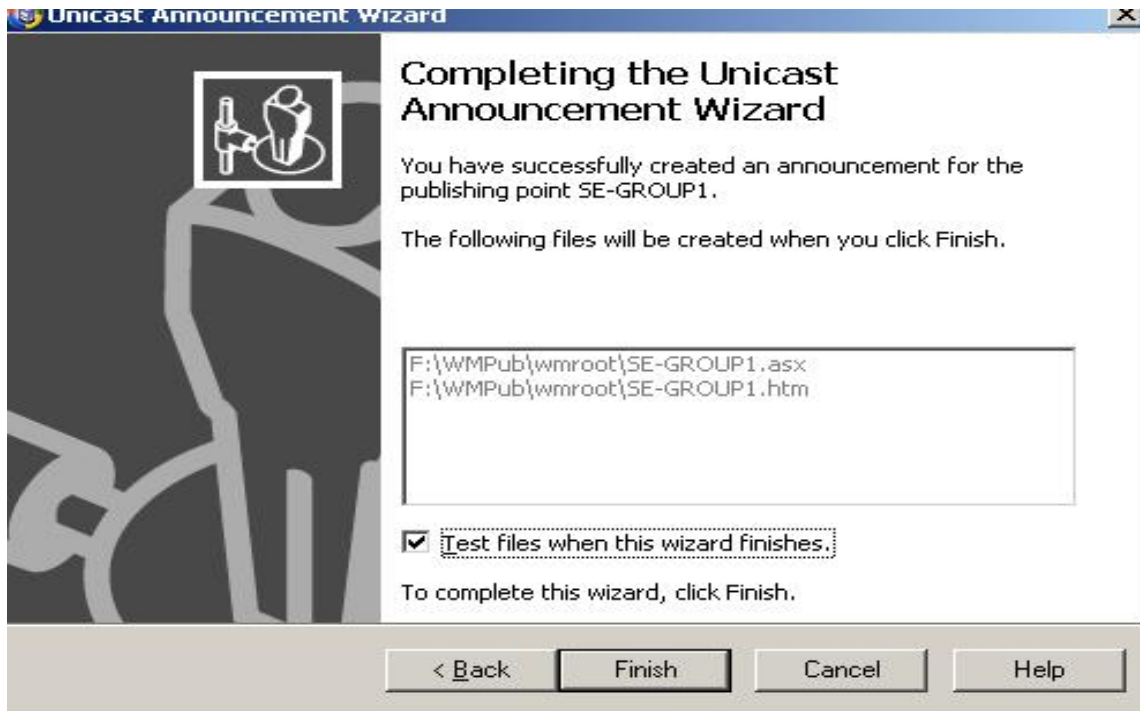 Unicast Announcement Wizard
Completing the Unicast
Announcement Wizard
You have successfully created an announcement for the
publishing point SE-GROUP1.
The following files will be created when you click Finish.
F:\WMPub\wmroot\SE-GROUP1.asx
F:\WMPub\wmroot\SE-GROUP1.htm
Test files when this wizard finishes.
To complete this wizard, click Finish.
< Back Finish Cancel Help